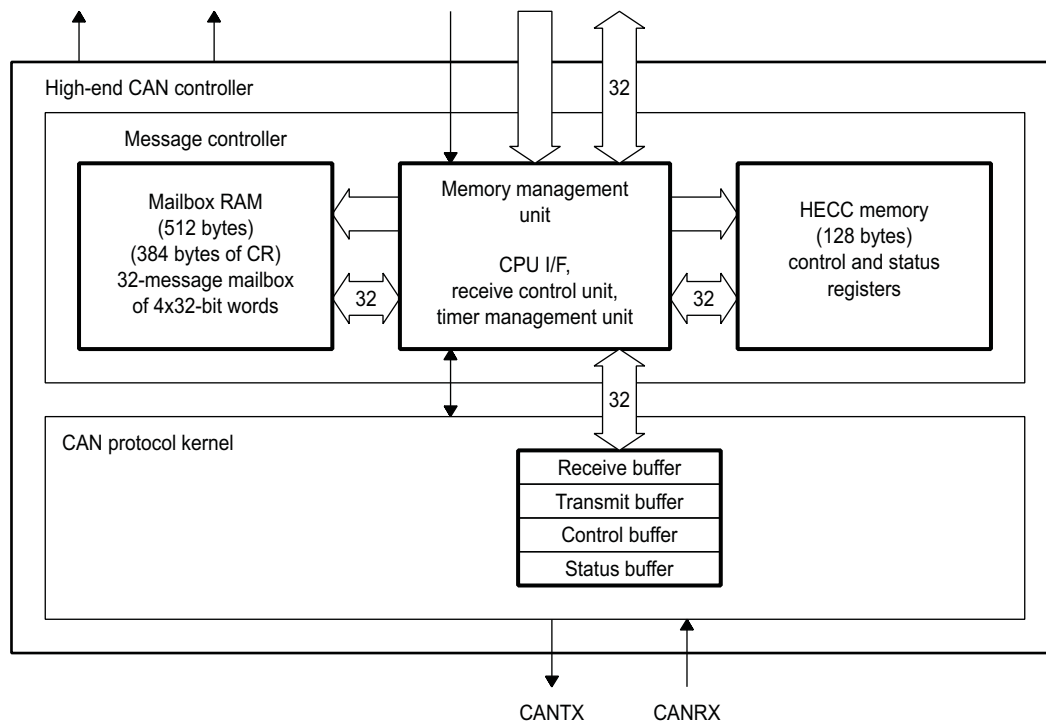 32
High-end CAN controller
Message controller
Mailbox RAM
(512 bytes)
(384 bytes of CR)
32-message mailbox
of 4x32-bit words
32
Memory management
unit
CPU I/F,
receive control unit,
timer management unit
32
HECC memory
(128 bytes)
control and status
registers
32
CAN protocol kernel
Receive buffer
Transmit buffer
Control buffer
Status buffer
CANTX
CANRX